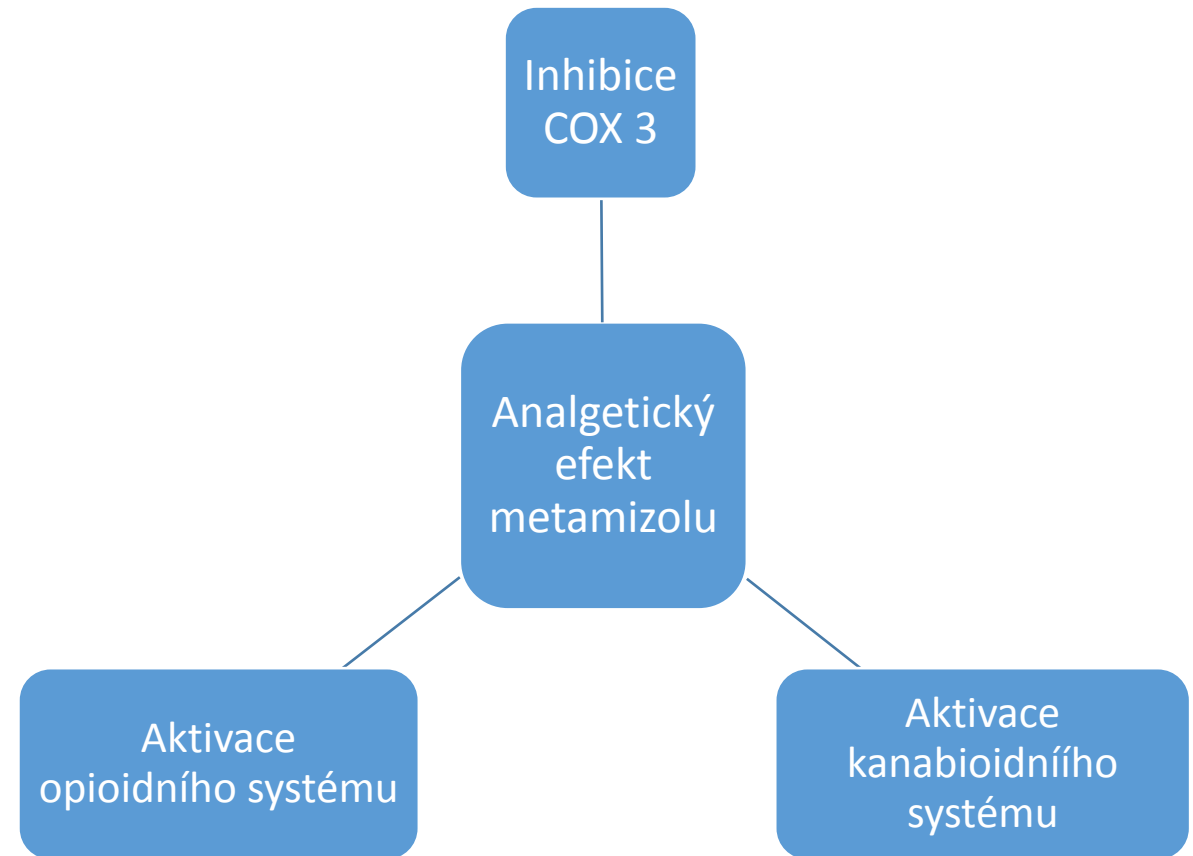 Inhibice
COX 3
Analgetický
efekt
metamizolu
Aktivace
opioidního systému
Aktivace
kanabioidníího
systému